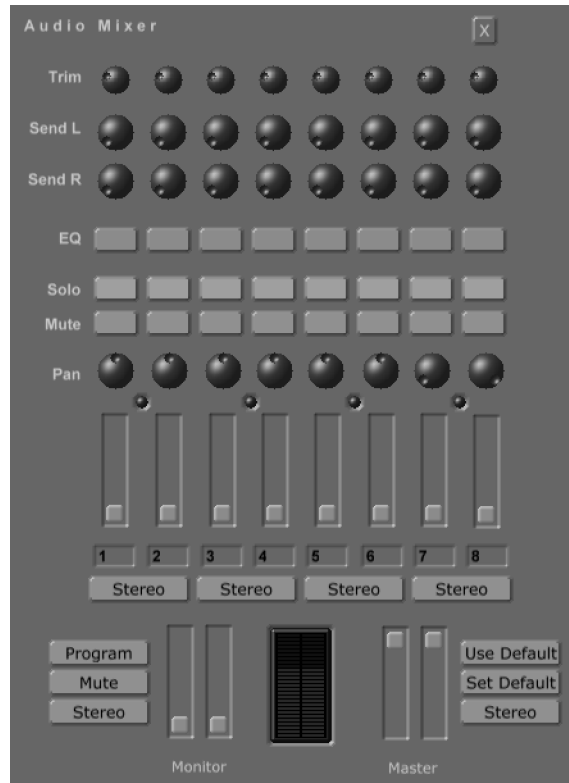 Audio Mixer X
Trim
Send L
Send R
EQ
Solo
Mute
Pan
1 2 3 4 5 6 7 8
Stereo Stereo Stereo Stereo
Program Use Default
Mute Set Default
Stereo Stereo
Monitor Master